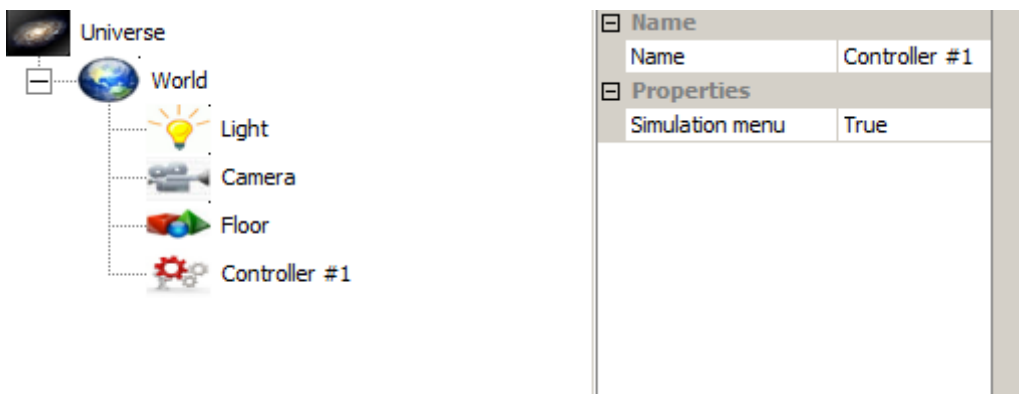 Universe
World
Light
Camera
Floor
Controller #1
Name
Name Controller #1
Properties
Simulation menu True